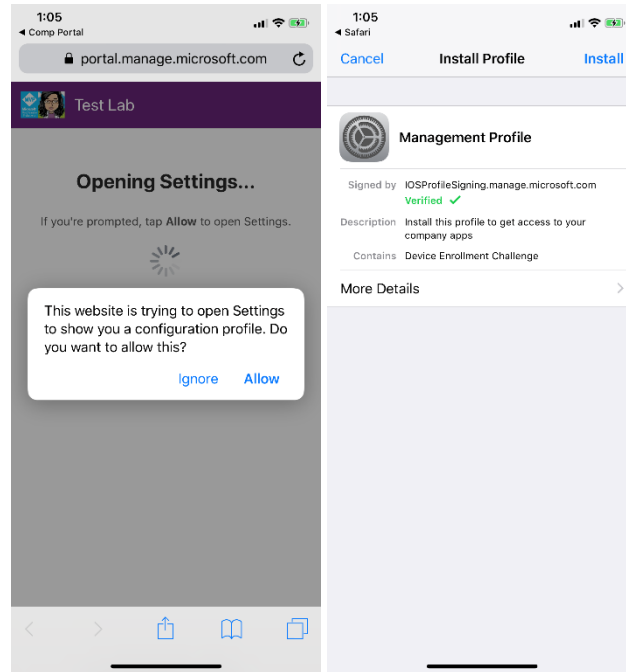 1:05
Comp Portal
portal.manage.microsoft.com
Test Lab
Opening Settings...
If you're prompted, tap Allow to open Settings.
This website is trying to open Settings
to show you a configuration profile. Do
you want to allow this?
Ignore Allow
1:05
Safari
Cancel Install Profile Install
Management Profile
Signed by IOSProfileSigning.manage.microsoft.com
Verified ✓
Description Install this profile to get access to your
company apps
Contains Device Enrollment Challenge
More Details